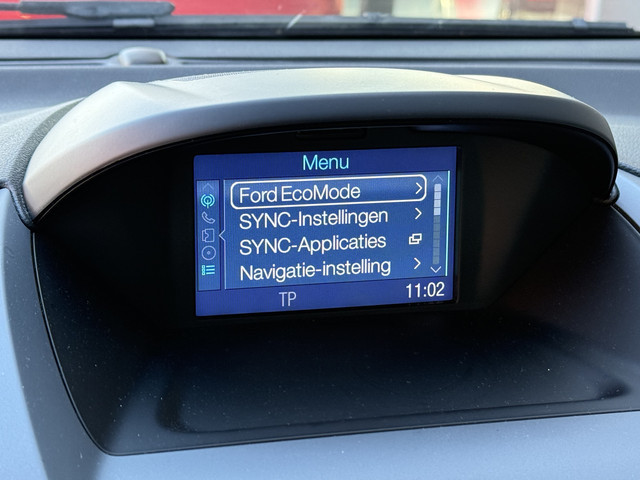 Menu
Ford EcoMode
SYNC-Instellingen
SYNC-Applicaties
Navigatie-instelling
TP 11:02